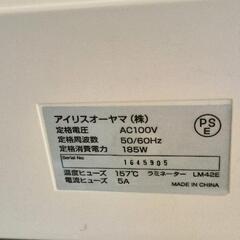 アイリスオーヤマ（株）
定格電圧 AC100V
定格周波数 50/60Hz
定格消費電力 185W
Serial No.
1645905
温度ヒューズ 157℃ ラミネーター LM42E
電流ヒューズ 5A
MADE IN CHINA
PS
E